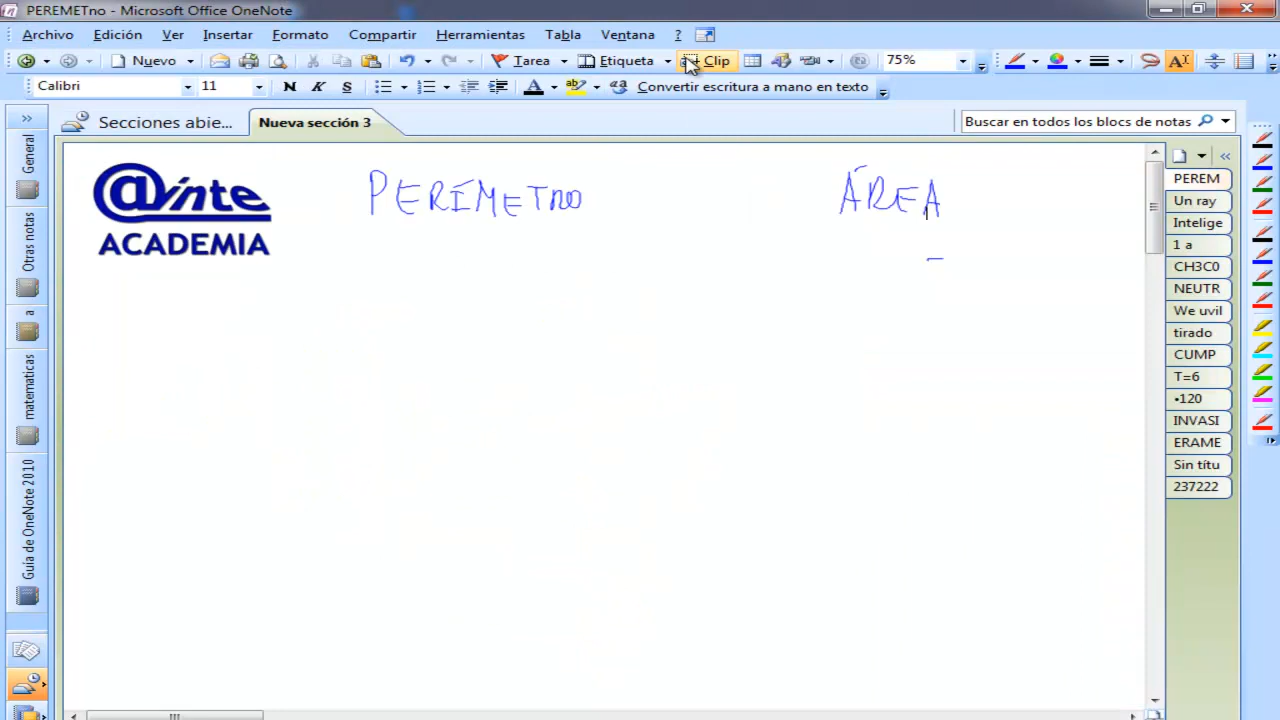 PEREMETno - Microsoft Office OneNote
Archivo Edición Ver Insertar Formato Compartir Herramientas Tabla Ventana ?
Nuevo Tarea Etiqueta Clip 75%
Calibri 11 N K S A ab Convertir escritura a mano en texto
Secciones abie... Nueva sección 3 Buscar en todos los blocs de notas
General
Otras notas
a
matematicas
Guía de OneNote 2010
@inte
ACADEMIA
PERÍMETno
ÁREA
PEREM
Un ray
Intelige
1 a
CH3C0
NEUTR
We uvil
tirado
CUMP
T=6
•120
INVASI
ERAME
Sin títu
237222